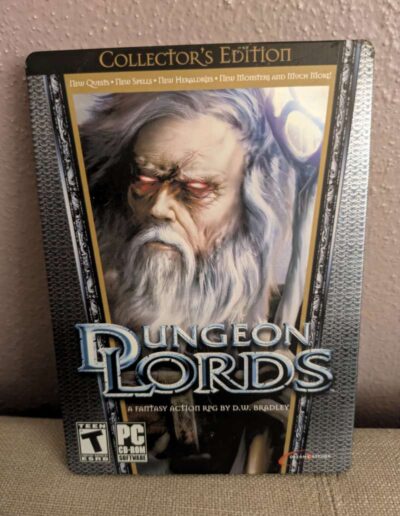 COLLECTOR'S EDITION
NEW QUESTS • NEW SPELLS • NEW HERALDRIES • NEW MONSTERS AND MUCH MORE!
DUNGEON
LORDS
A FANTASY ACTION RPG BY D.W. BRADLEY
TEEN
T
ESRB
PC
CD-ROM
SOFTWARE
DREAMCATCHER